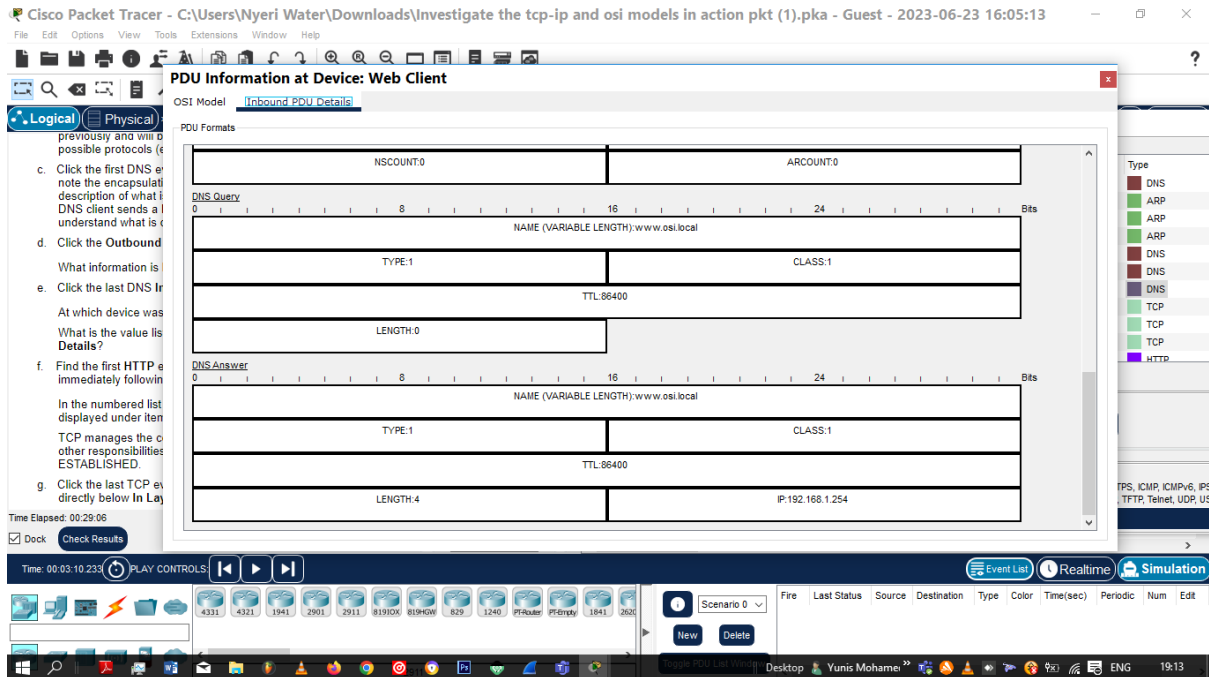 Cisco Packet Tracer - C:\Users\Nyeri Water\Downloads\Investigate the tcp-ip and osi models in action pkt (1).pka - Guest - 2023-06-23 16:05:13
File Edit Options View Tools Extensions Window Help
PDU Information at Device: Web Client
OSI Model Inbound PDU Details
PDU Formats
NSCOUNT:0 ARCOUNT:0
DNS Query
0 8 16 24 Bits
NAME (VARIABLE LENGTH):www.osi.local
TYPE:1 CLASS:1
TTL:86400
LENGTH:0
DNS Answer
0 8 16 24 Bits
NAME (VARIABLE LENGTH):www.osi.local
TYPE:1 CLASS:1
TTL:86400
LENGTH:4 IP:192.168.1.254
Logical Physical
previously and will
possible protocols
c. Click the first DNS
note the
description of what
DNS client sends a
understand what is
d. Click the Outbound
What information is
e. Click the last DNS
At which device was
What is the value
Details?
f. Find the first HTTP
immediately
In the numbered list
displayed under
TCP manages the
other responsibilities
ESTABLISHED.
g. Click the last TCP
directly below In
Type
DNS
ARP
ARP
ARP
DNS
DNS
DNS
TCP
TCP
TCP
HTTP
TPS, ICMP, ICMPv6,
TFTP, Telnet, UDP,
Time Elapsed: 00:29:06
Dock Check Results
Time: 00:03:10.233 PLAY CONTROLS:
Event List Realtime Simulation
4331 4321 1941 2901 2911 819IOX 819HGW 829 1240 PT-Router PT-Empty 1841 262
Scenario 0
New Delete
Toggle PDU List Window
Fire Last Status Source Destination Type Color Time(sec) Periodic Num Edit
Desktop Yunis Mohame ENG 19:13